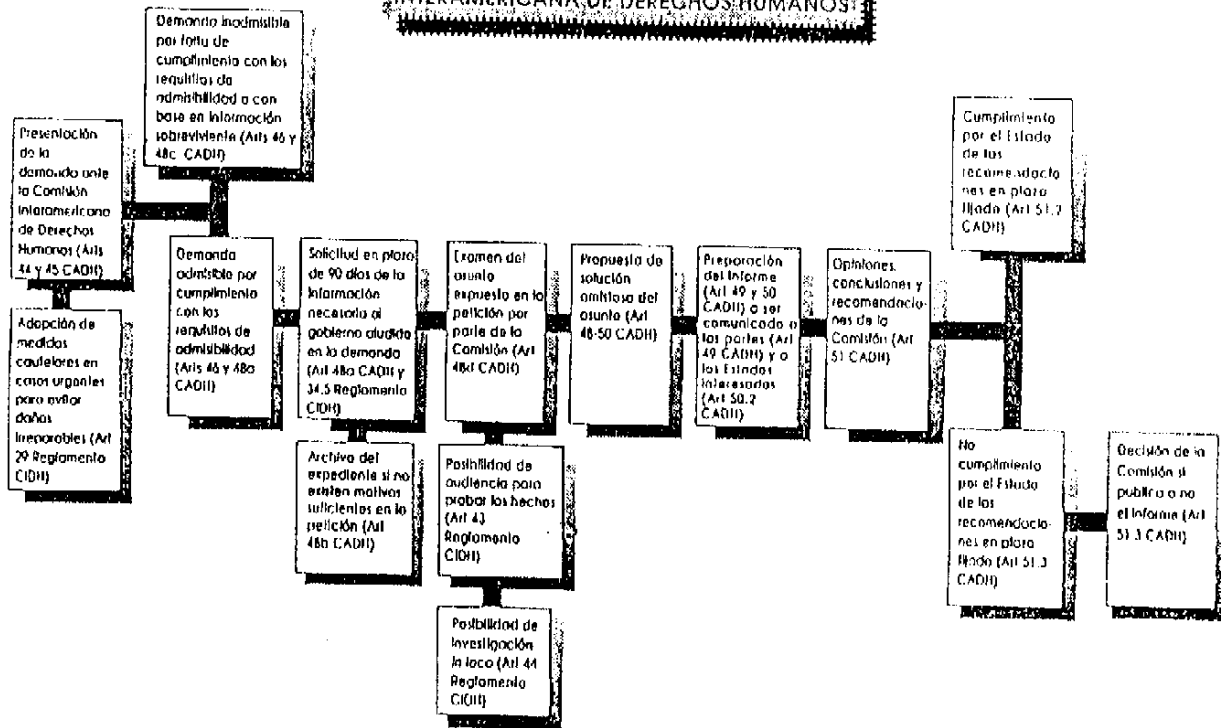 INTERAMERICANA DE DERECHOS HUMANOS
Demanda inadmisible
por falta de
cumplimiento con los
requisitos de
admisibilidad o con
base en información
sobreviviente (Arts 46 y
48c CADH)
Presentación
de la
demanda ante
la Comisión
Interamericana
de Derechos
Humanos (Arts
44 y 45 CADH)
Adopción de
medidas
cautelares en
casos urgentes
para evitar
daños
irreparables (Art
29 Reglamento
CIDH)
Demanda
admisible por
cumplimiento
con los
requisitos de
admisibilidad
(Arts 46 y 48a
CADH)
Solicitud en plazo
de 90 días de la
información
necesaria al
gobierno aludido
en la demanda
(Art 48a CADH y
34.5 Reglamento
CIDH)
Archivo del
expediente si no
existen motivos
suficientes en la
petición (Art
48b CADH)
Examen del
asunto
expuesto en la
petición por
parte de la
Comisión (Art
48d CADH)
Posibilidad de
audiencia para
probar los hechos
(Art 43
Reglamento
CIDH)
Posibilidad de
investigación
in loco (Art 44
Reglamento
CIDH)
Propuesta de
solución
amistosa del
asunto (Art
48-50 CADH)
Preparación
del Informe
(Art 49 y 50
CADH) a ser
comunicado a
las partes (Art
49 CADH) y a
los Estados
interesados
(Art 50.2
CADH)
Opiniones,
conclusiones y
recomendacio-
nes de la
Comisión (Art
51 CADH)
Cumplimiento
por el Estado
de las
recomendacio
nes en plazo
fijado (Art 51.2
CADH)
No
cumplimiento
por el Estado
de las
recomendacio-
nes en plazo
fijado (Art 51.3
CADH)
Decisión de la
Comisión si
publica o no
el Informe (Art
51.3 CADH)